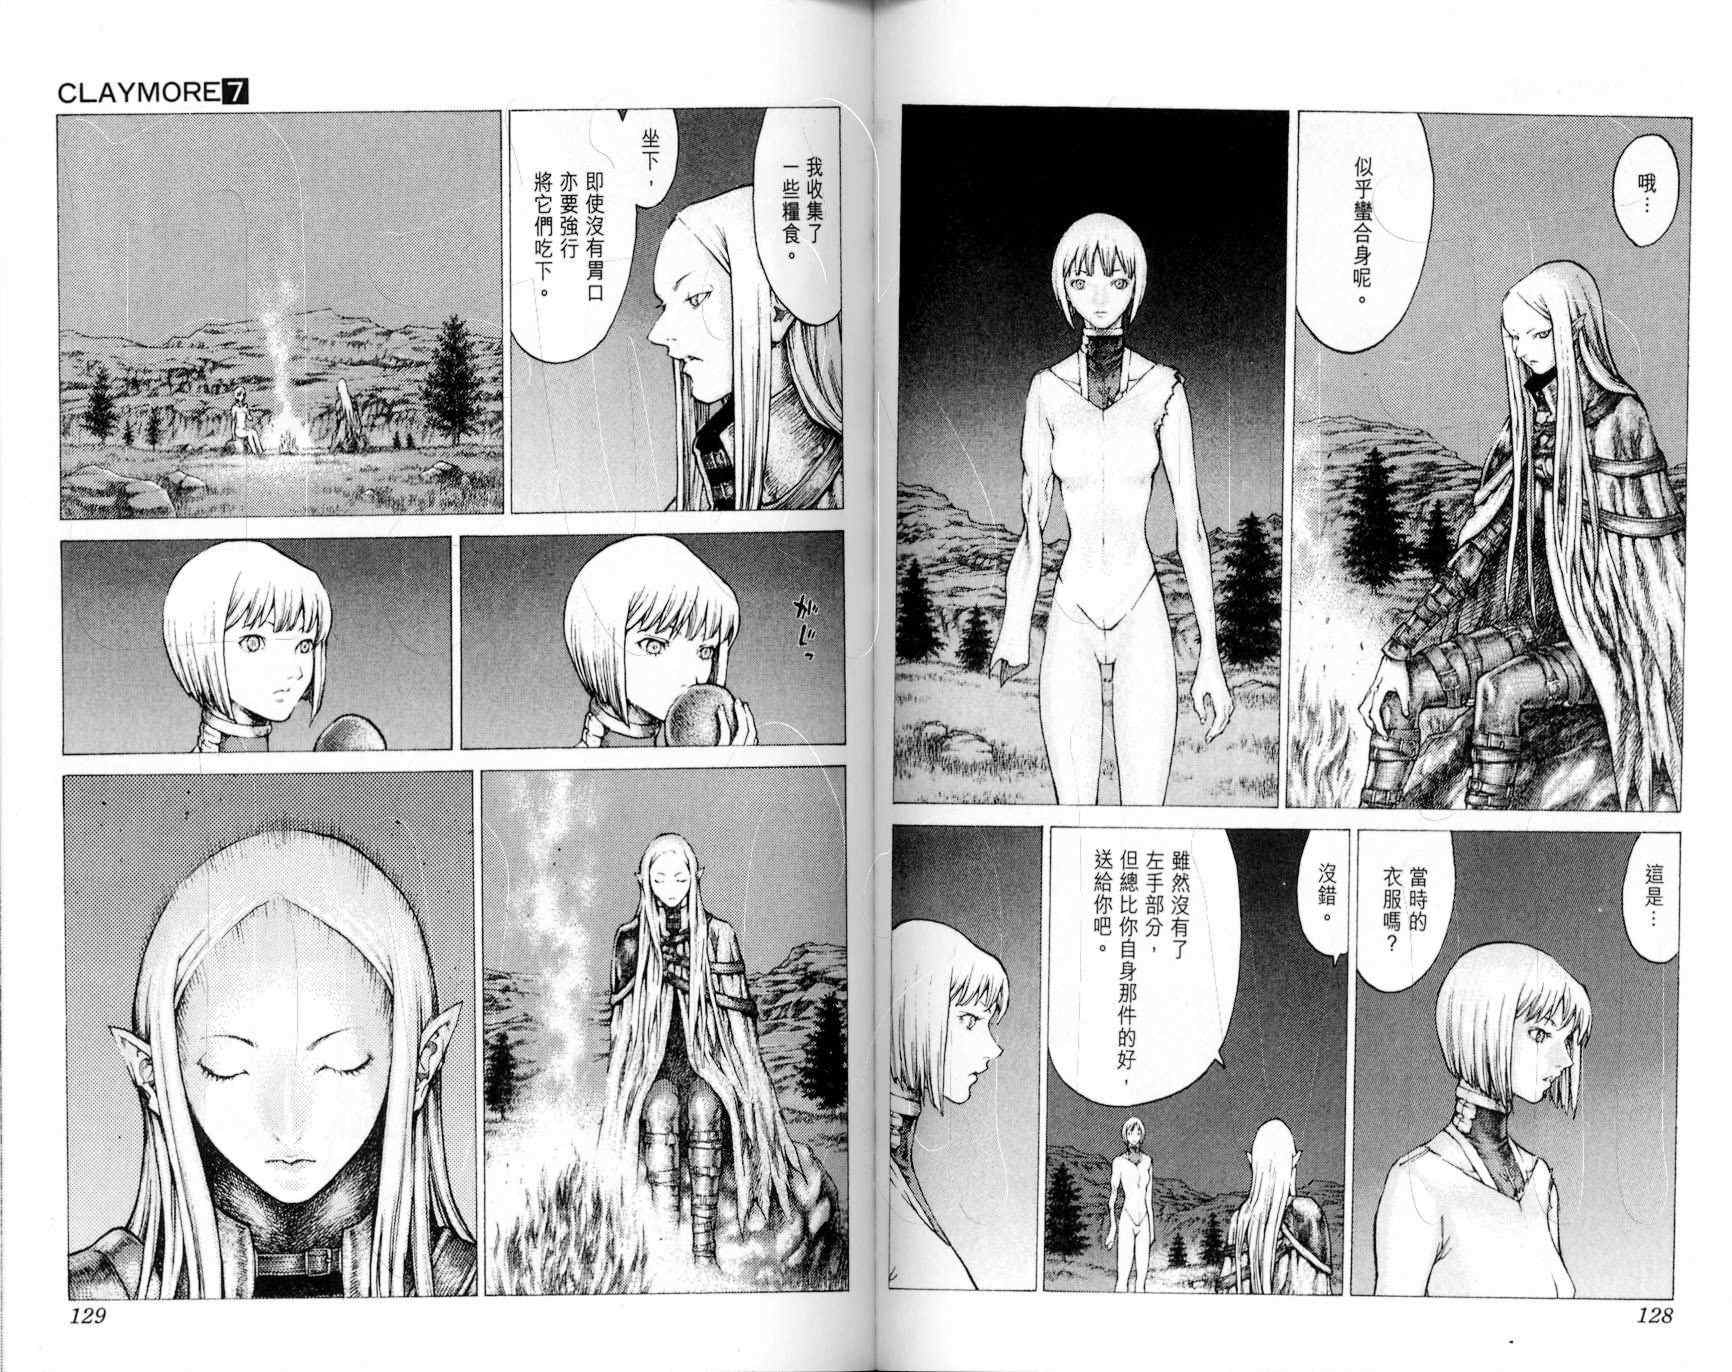 哦…
似乎蠻合身呢。
這是…
當時的
衣服嗎？
沒錯。
雖然沒有了
左手部分，
但總比你自身那件的好，
送給你吧。
128
CLAYMORE 7
我收集了
一些糧食。
坐下，
即使沒有胃口
亦要強行
將它們吃下。
がじっ
129